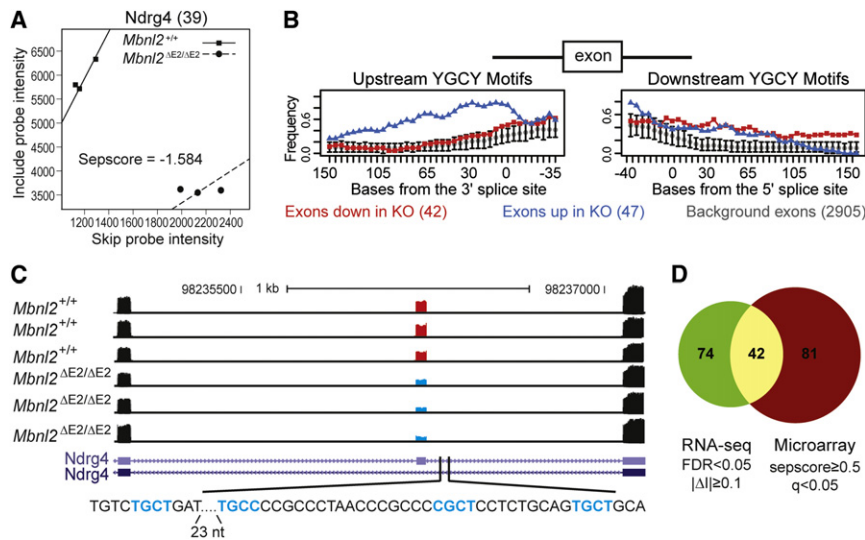 A
Ndrg4 (39)
Mbnl2+/+
Mbnl2ΔE2/ΔE2
Include probe intensity
6500
6000
5500
5000
4500
4000
3500
Sepscore = -1.584
1200 1400 1600 1800 2000 2200 2400
Skip probe intensity
B
exon
Upstream YGCY Motifs
Downstream YGCY Motifs
Frequency
0.0 0.6
0.0 0.6
150 105 65 30 0 -35
-40 0 30 65 105 150
Bases from the 3' splice site
Bases from the 5' splice site
Exons down in KO (42)
Exons up in KO (47)
Background exons (2905)
C
98235500 1 kb 98237000
Mbnl2+/+
Mbnl2+/+
Mbnl2+/+
Mbnl2ΔE2/ΔE2
Mbnl2ΔE2/ΔE2
Mbnl2ΔE2/ΔE2
Ndrg4
Ndrg4
TGTCTGCTGAT....TGCCCCGCCCTAACCCGCCCCGCTCCTCTGCAGTGCTGCA
23 nt
D
74 42 81
RNA-seq
FDR<0.05
|ΔI|≥0.1
Microarray
sepscore≥0.5
q<0.05